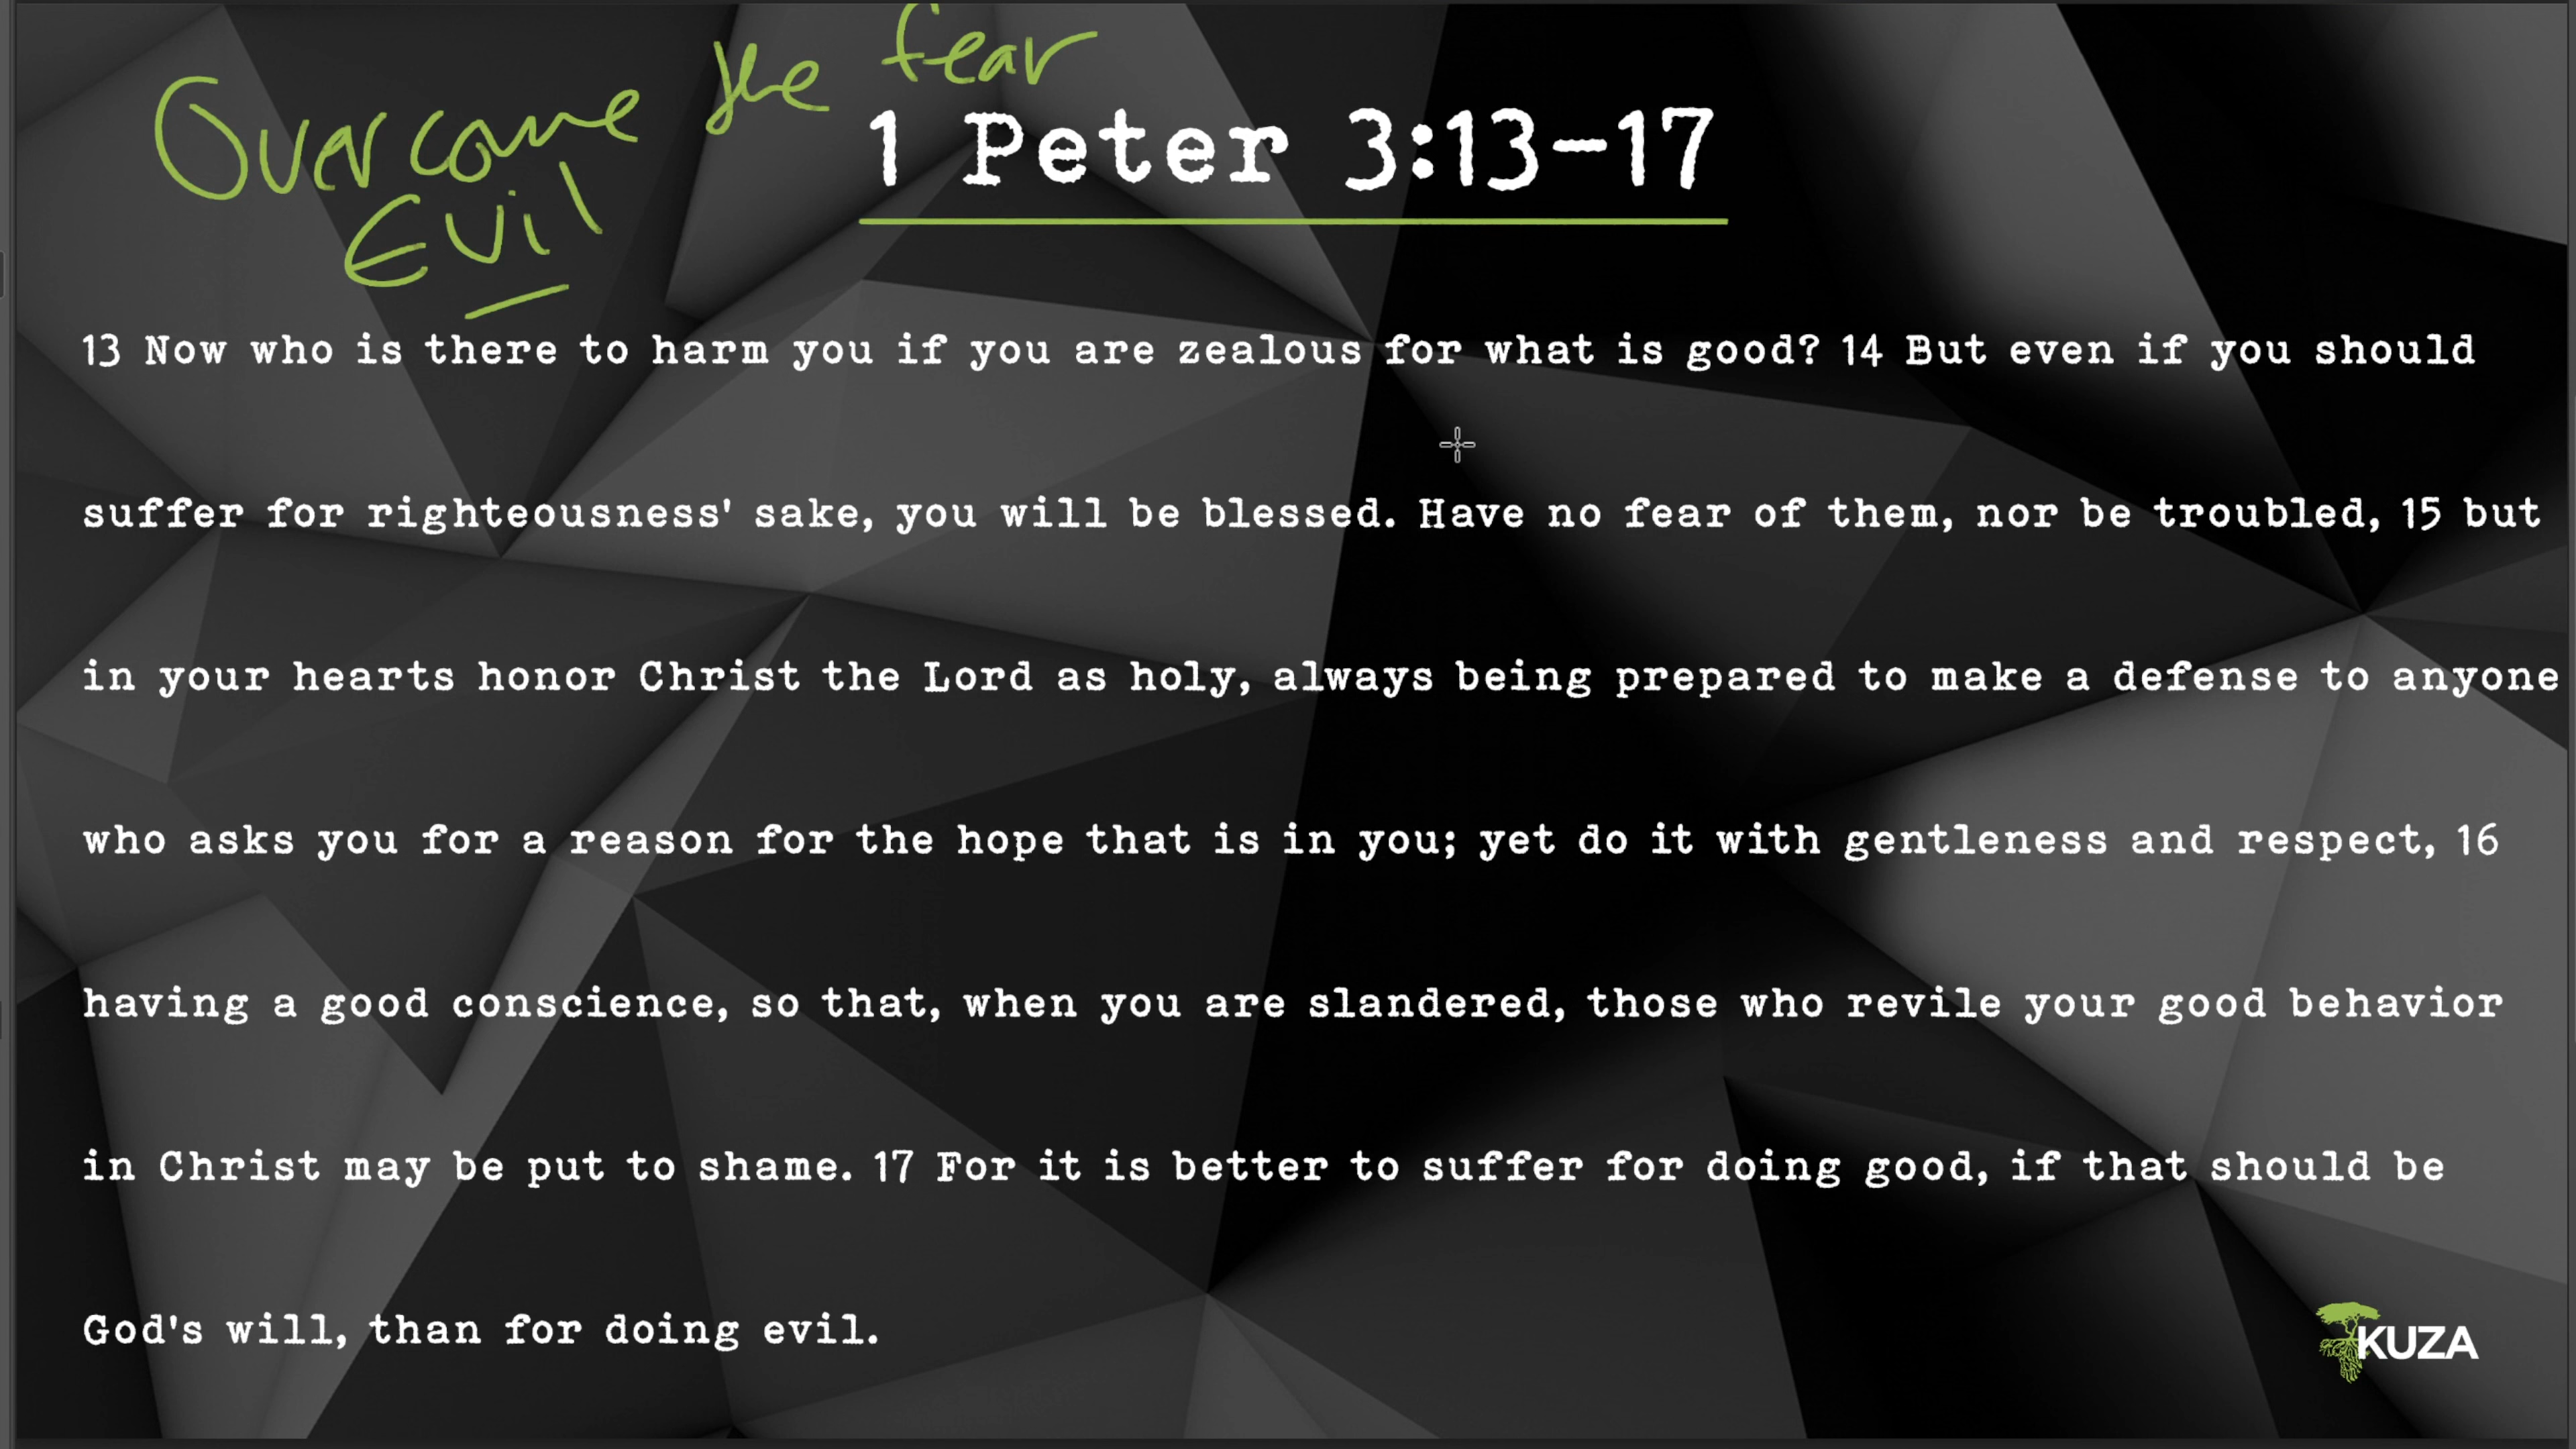 Overcome the fear
Evil
1 Peter 3:13-17
13 Now who is there to harm you if you are zealous for what is good? 14 But even if you should
suffer for righteousness' sake, you will be blessed. Have no fear of them, nor be troubled, 15 but
in your hearts honor Christ the Lord as holy, always being prepared to make a defense to anyone
who asks you for a reason for the hope that is in you; yet do it with gentleness and respect, 16
having a good conscience, so that, when you are slandered, those who revile your good behavior
in Christ may be put to shame. 17 For it is better to suffer for doing good, if that should be
God's will, than for doing evil.
KUZA